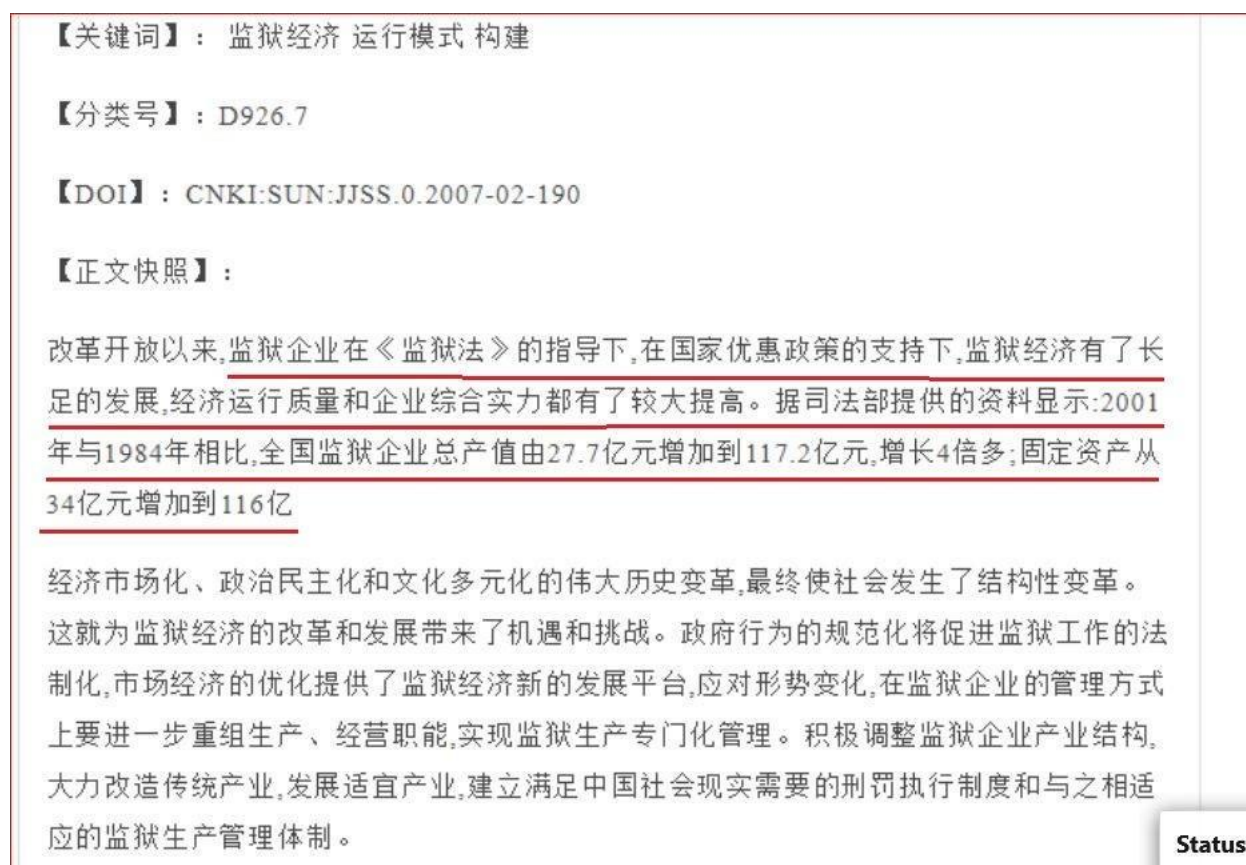 【关键词】： 监狱经济 运行模式 构建
【分类号】：D926.7
【DOI】：CNKI:SUN:JJSS.0.2007-02-190
【正文快照】：
改革开放以来,监狱企业在《监狱法》的指导下,在国家优惠政策的支持下,监狱经济有了长
足的发展,经济运行质量和企业综合实力都有了较大提高。据司法部提供的资料显示:2001
年与1984年相比,全国监狱企业总产值由27.7亿元增加到117.2亿元,增长4倍多;固定资产从
34亿元增加到116亿
经济市场化、政治民主化和文化多元化的伟大历史变革,最终使社会发生了结构性变革。
这就为监狱经济的改革和发展带来了机遇和挑战。政府行为的规范化将促进监狱工作的法
制化,市场经济的优化提供了监狱经济新的发展平台,应对形势变化,在监狱企业的管理方式
上要进一步重组生产、经营职能,实现监狱生产专门化管理。积极调整监狱企业产业结构,
大力改造传统产业,发展适宜产业,建立满足中国社会现实需要的刑罚执行制度和与之相适
应的监狱生产管理体制。
Status